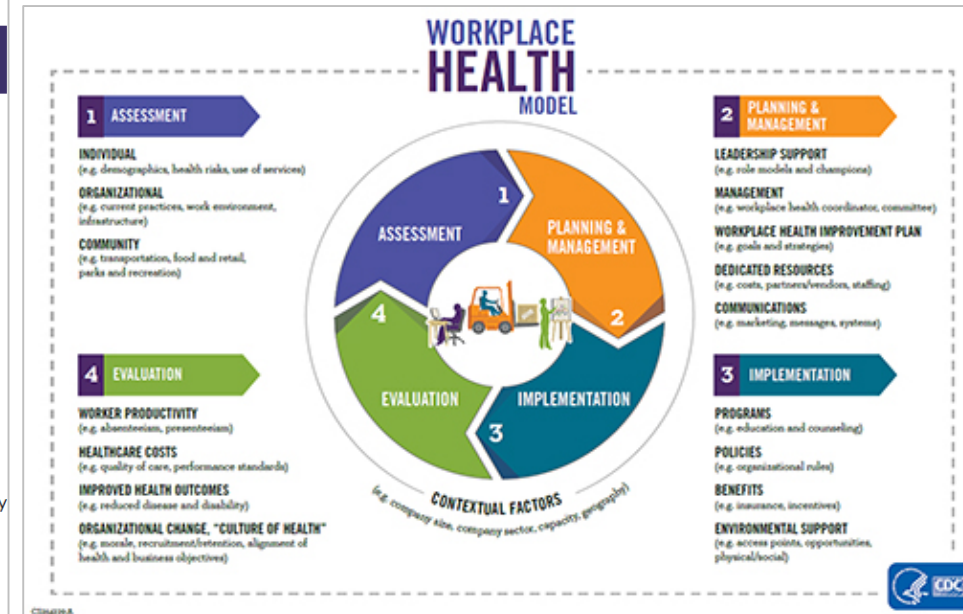 WORKPLACE
HEALTH
MODEL
1 ASSESSMENT
INDIVIDUAL
(e.g. demographics, health risks, use of services)
ORGANIZATIONAL
(e.g. current practices, work environment,
infrastructure)
COMMUNITY
(e.g. transportation, food and retail,
parks and recreation)
2 PLANNING &
MANAGEMENT
LEADERSHIP SUPPORT
(e.g. role models and champions)
MANAGEMENT
(e.g. workplace health coordinator, committee)
WORKPLACE HEALTH IMPROVEMENT PLAN
(e.g. goals and strategies)
DEDICATED RESOURCES
(e.g. costs, partners/vendors, staffing)
COMMUNICATIONS
(e.g. marketing, messages, systems)
1
ASSESSMENT
PLANNING &
MANAGEMENT
2
4
EVALUATION
IMPLEMENTATION
3
CONTEXTUAL FACTORS
(e.g. company size, company sector, capacity, geography)
4 EVALUATION
WORKER PRODUCTIVITY
(e.g. absenteeism, presenteeism)
HEALTHCARE COSTS
(e.g. quality of care, performance standards)
IMPROVED HEALTH OUTCOMES
(e.g. reduced disease and disability)
ORGANIZATIONAL CHANGE, "CULTURE OF HEALTH"
(e.g. morale, recruitment/retention, alignment of
health and business objectives)
3 IMPLEMENTATION
PROGRAMS
(e.g. education and counseling)
POLICIES
(e.g. organizational rules)
BENEFITS
(e.g. insurance, incentives)
ENVIRONMENTAL SUPPORT
(e.g. access points, opportunities,
physical/social)
CDC
y